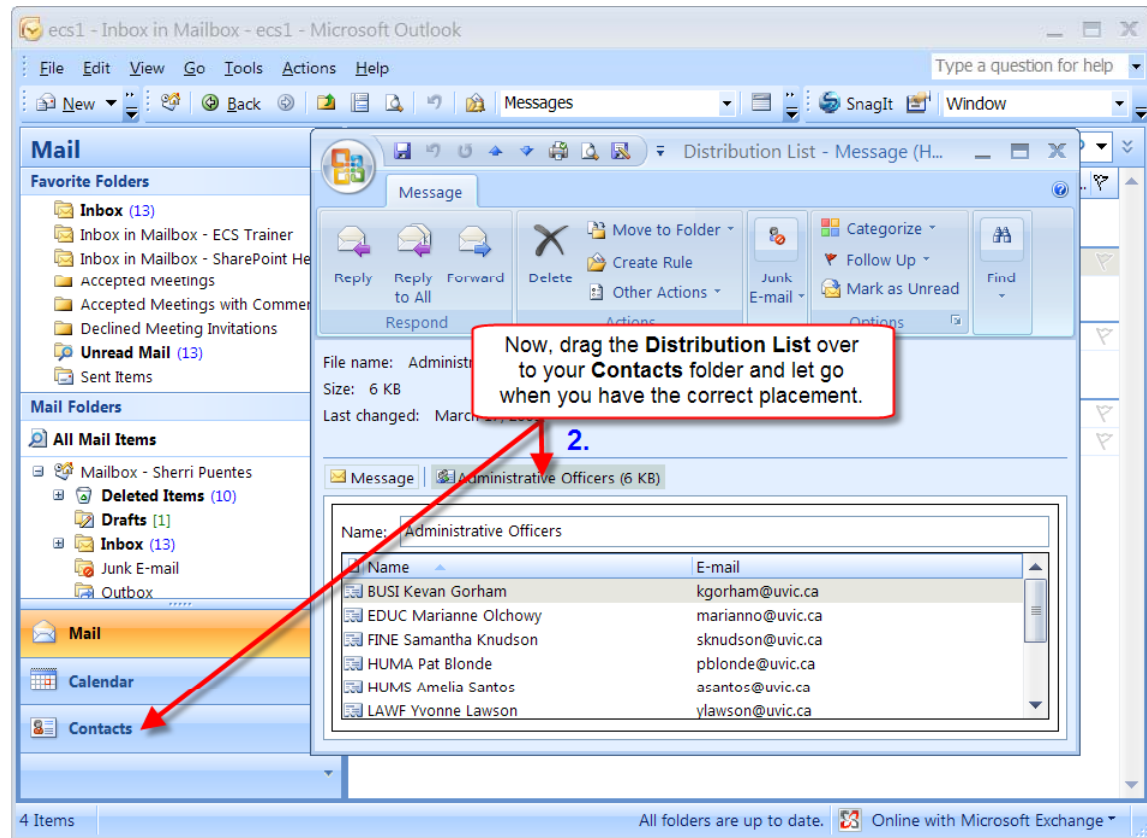 ecs1 - Inbox in Mailbox - ecs1 - Microsoft Outlook
File Edit View Go Tools Actions Help
Type a question for help
New Back Messages SnagIt Window
Mail
Favorite Folders
Inbox (13)
Inbox in Mailbox - ECS Trainer
Inbox in Mailbox - SharePoint He
Accepted Meetings
Accepted Meetings with Commer
Declined Meeting Invitations
Unread Mail (13)
Sent Items
Mail Folders
All Mail Items
Mailbox - Sherri Puentes
Deleted Items (10)
Drafts [1]
Inbox (13)
Junk E-mail
Outbox
Mail
Calendar
Contacts
Distribution List - Message (H...
Message
Reply
Reply to All
Forward
Respond
Delete
Move to Folder
Create Rule
Other Actions
Actions
Junk E-mail
Categorize
Follow Up
Mark as Unread
Options
Find
Now, drag the Distribution List over
to your Contacts folder and let go
when you have the correct placement.
2.
File name:
Size: 6 KB
Last changed: March
Message Administrative Officers (6 KB)
Name: Administrative Officers
Name E-mail
BUSI Kevan Gorham kgorham@uvic.ca
EDUC Marianne Olchowy marianno@uvic.ca
FINE Samantha Knudson sknudson@uvic.ca
HUMA Pat Blonde pblonde@uvic.ca
HUMS Amelia Santos asantos@uvic.ca
LAWF Yvonne Lawson ylawson@uvic.ca
4 Items
All folders are up to date. Online with Microsoft Exchange